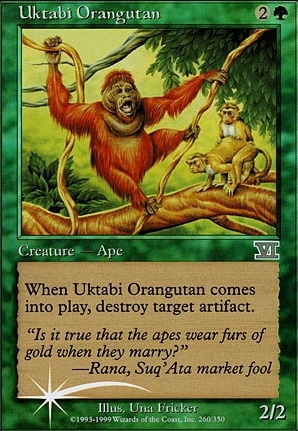 Uktabi Orangutan 2
Creature — Ape VI
When Uktabi Orangutan comes
into play, destroy target artifact.
“Is it true that the apes wear furs of
gold when they marry?”
—Rana, Suq’Ata market fool
Illus. Una Fricker
©1993-1999 Wizards of the Coast, Inc. 260/350
2/2